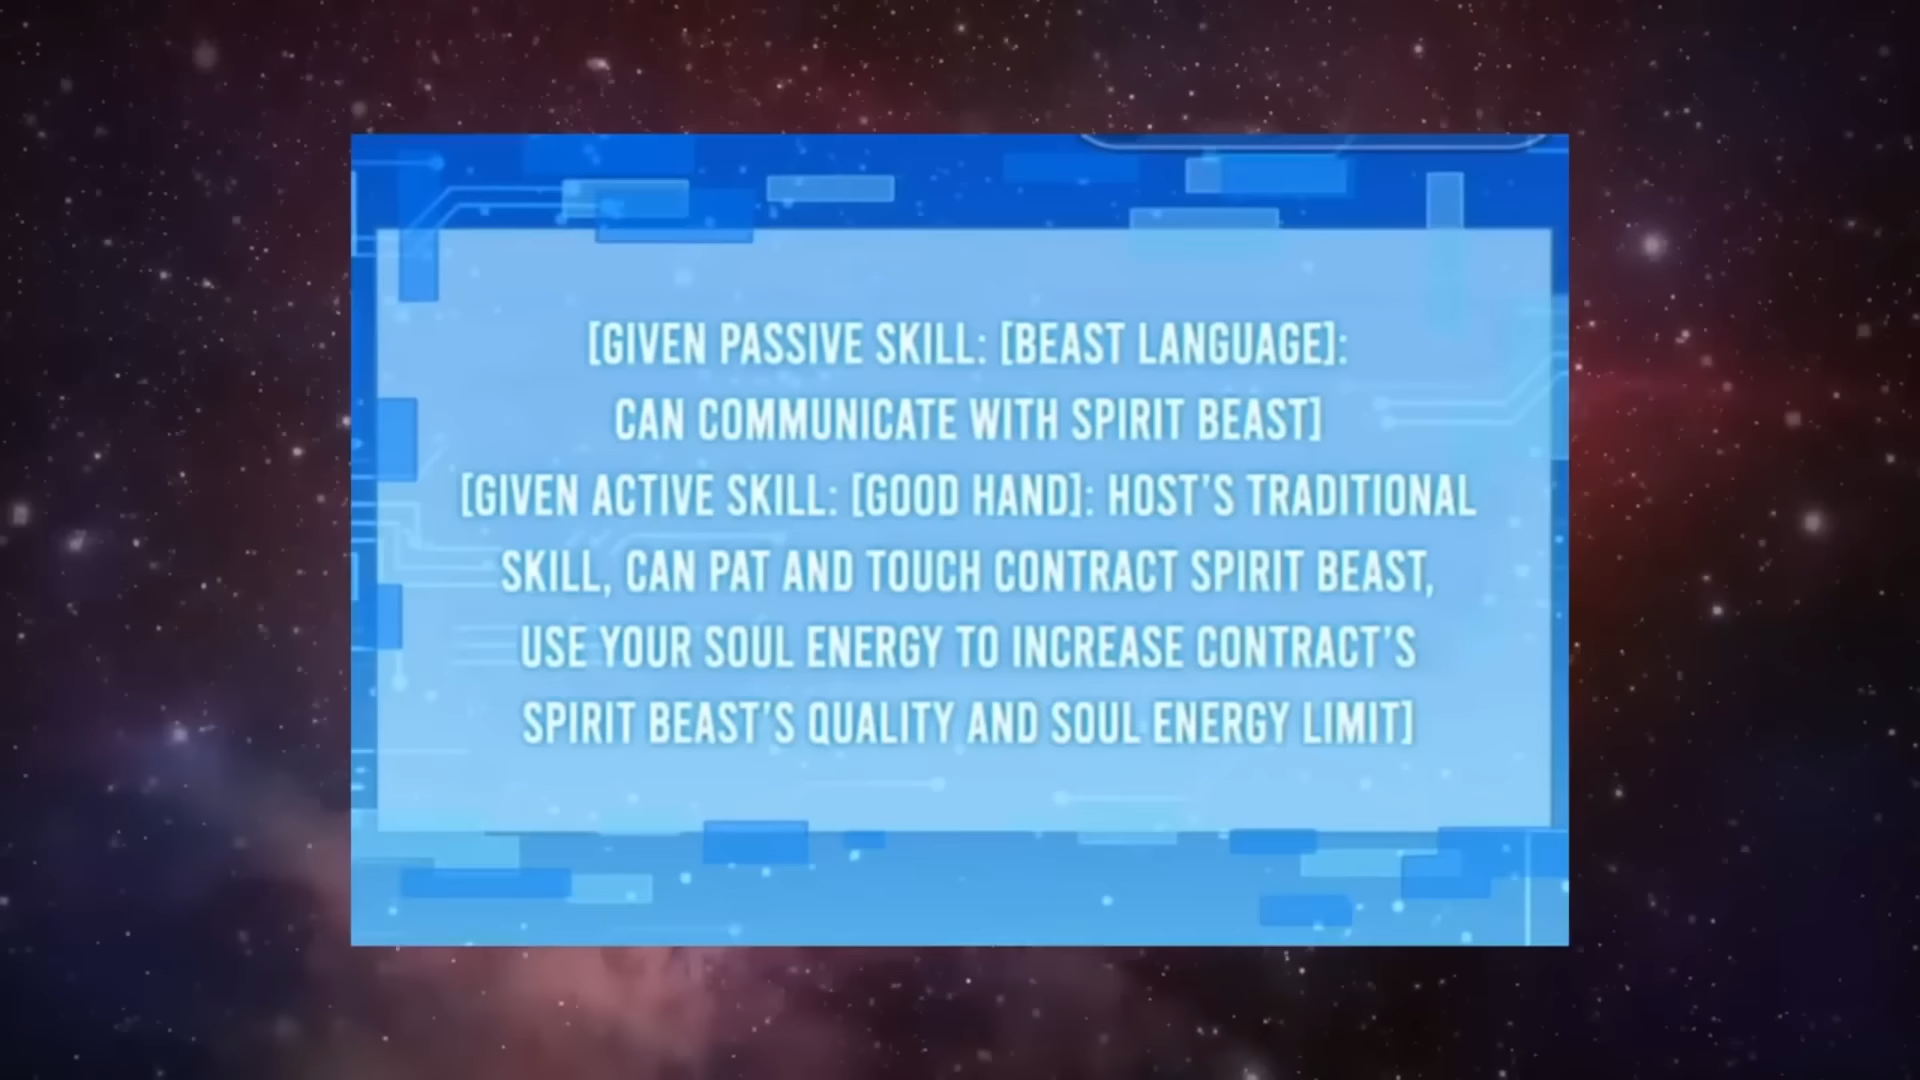 [GIVEN PASSIVE SKILL: [BEAST LANGUAGE]:
CAN COMMUNICATE WITH SPIRIT BEAST]
[GIVEN ACTIVE SKILL: [GOOD HAND]: HOST'S TRADITIONAL
SKILL, CAN PAT AND TOUCH CONTRACT SPIRIT BEAST,
USE YOUR SOUL ENERGY TO INCREASE CONTRACT'S
SPIRIT BEAST'S QUALITY AND SOUL ENERGY LIMIT]